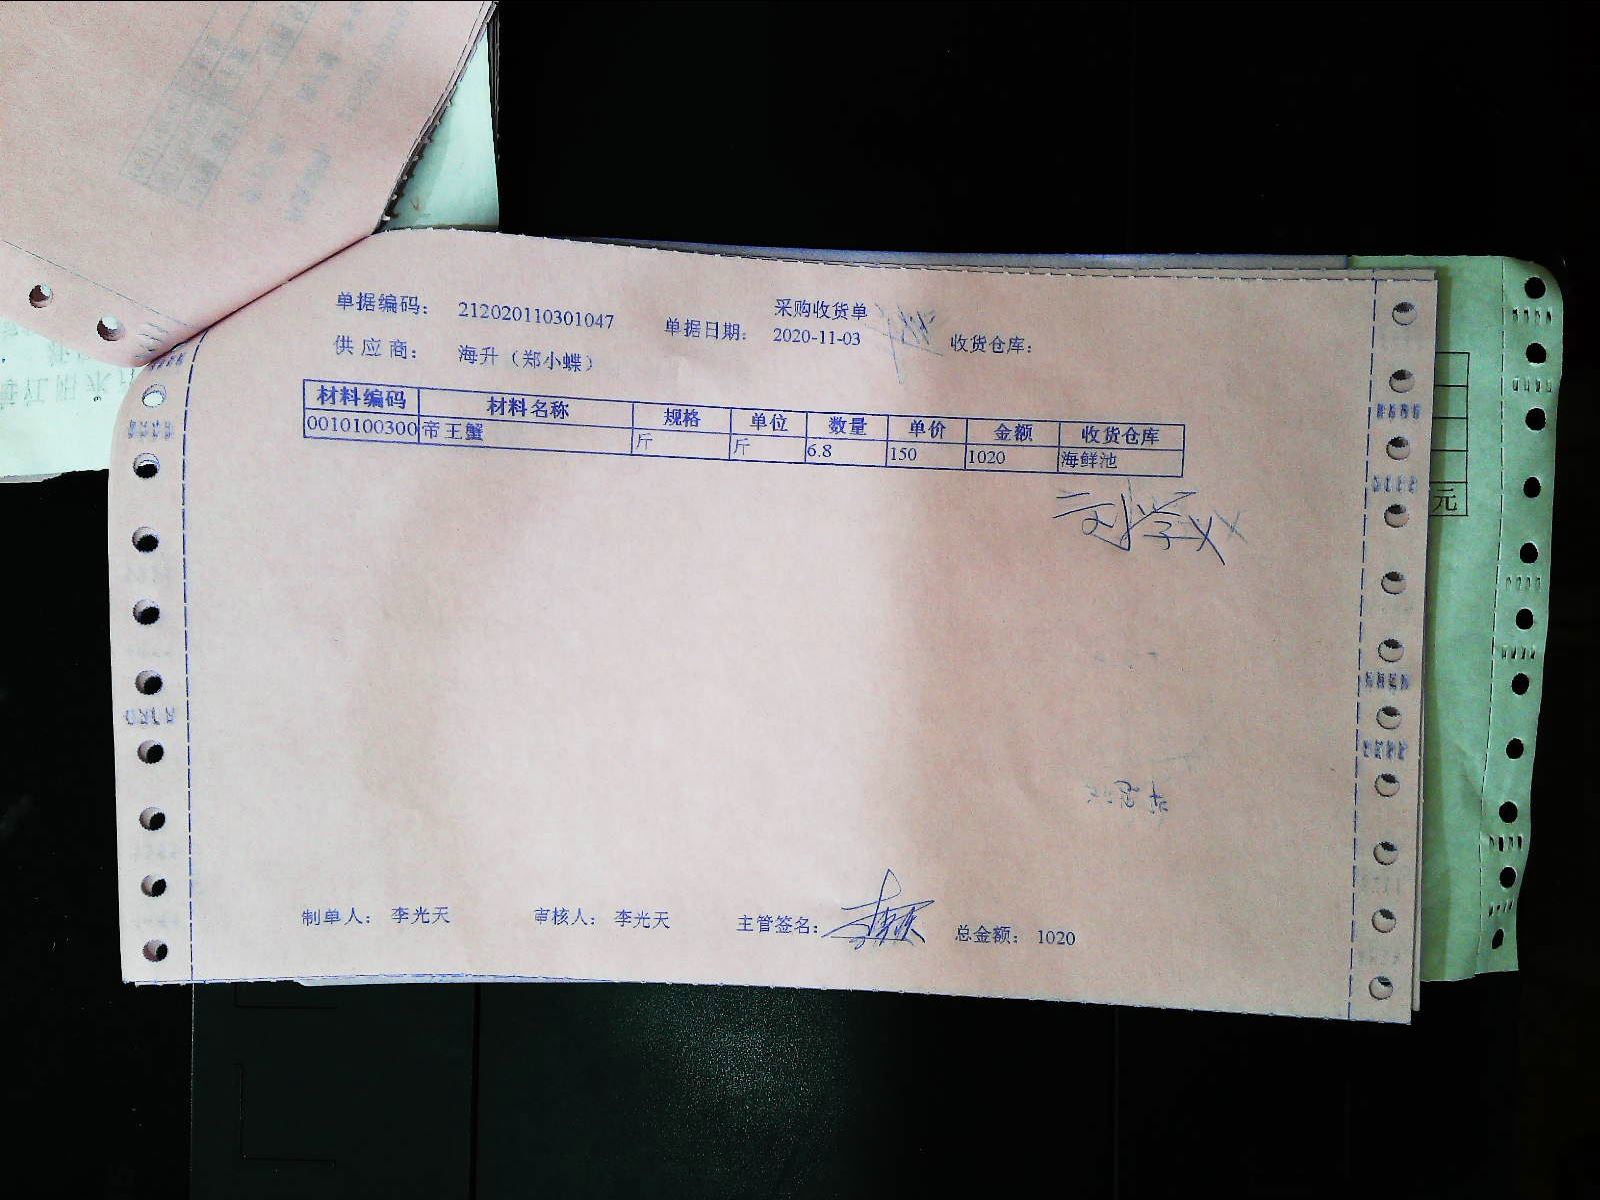 采购收货单
单据编码： 212020110301047 单据日期： 2020-11-03 收货仓库：
供应商： 海升（郑小蝶）
材料编码 材料名称 规格 单位 数量 单价 金额 收货仓库
0010100300 帝王蟹 斤 斤 6.8 150 1020 海鲜池
刘学义
元
制单人： 李光天 审核人： 李光天 主管签名： 总金额： 1020